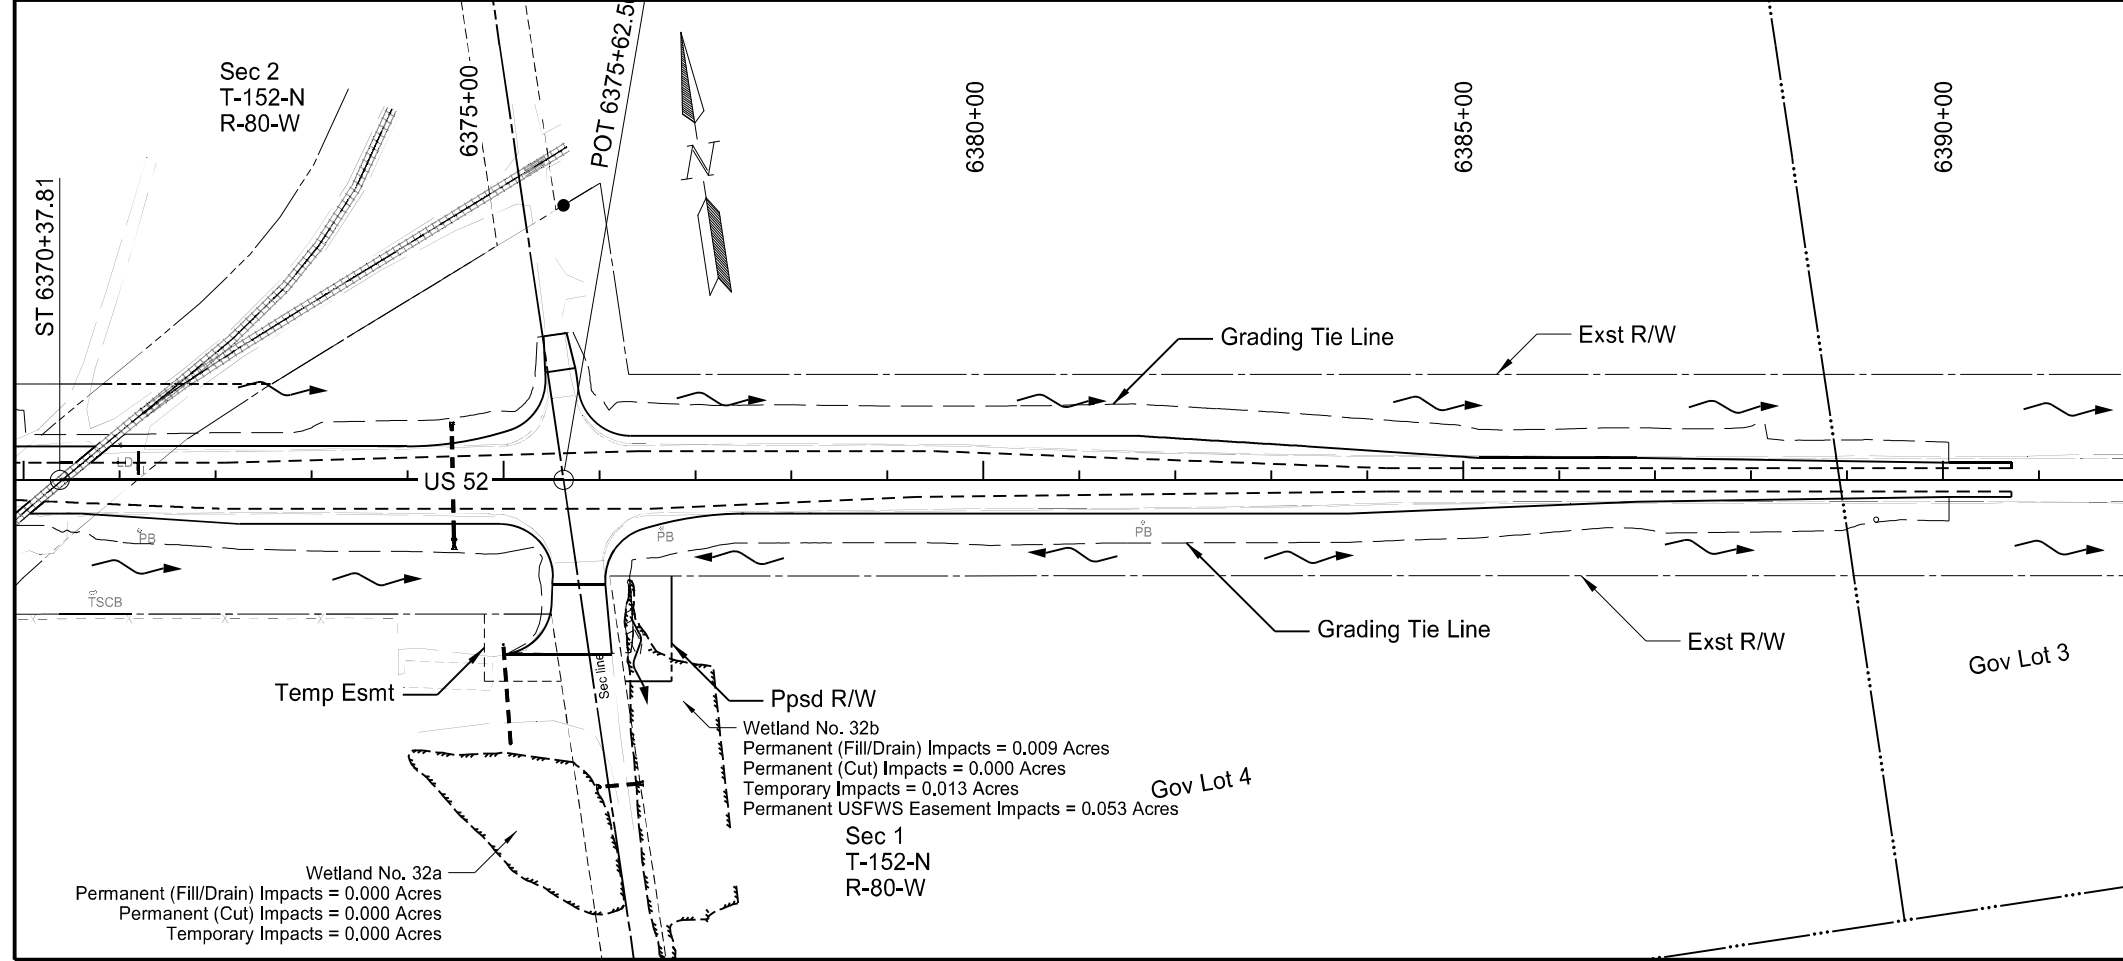 Sec 2
T-152-N
R-80-W
ST 6370+37.81
6375+00
POT 6375+62.5
N
6380+00
6385+00
6390+00
Grading Tie Line
Exst R/W
LD
US 52
PB
PB
PB
TSCB
Temp Esmt
Sec line
Ppsd R/W
Grading Tie Line
Exst R/W
Gov Lot 3
Wetland No. 32b
Permanent (Fill/Drain) Impacts = 0.009 Acres
Permanent (Cut) Impacts = 0.000 Acres
Temporary Impacts = 0.013 Acres
Permanent USFWS Easement Impacts = 0.053 Acres
Gov Lot 4
Sec 1
T-152-N
R-80-W
Wetland No. 32a
Permanent (Fill/Drain) Impacts = 0.000 Acres
Permanent (Cut) Impacts = 0.000 Acres
Temporary Impacts = 0.000 Acres